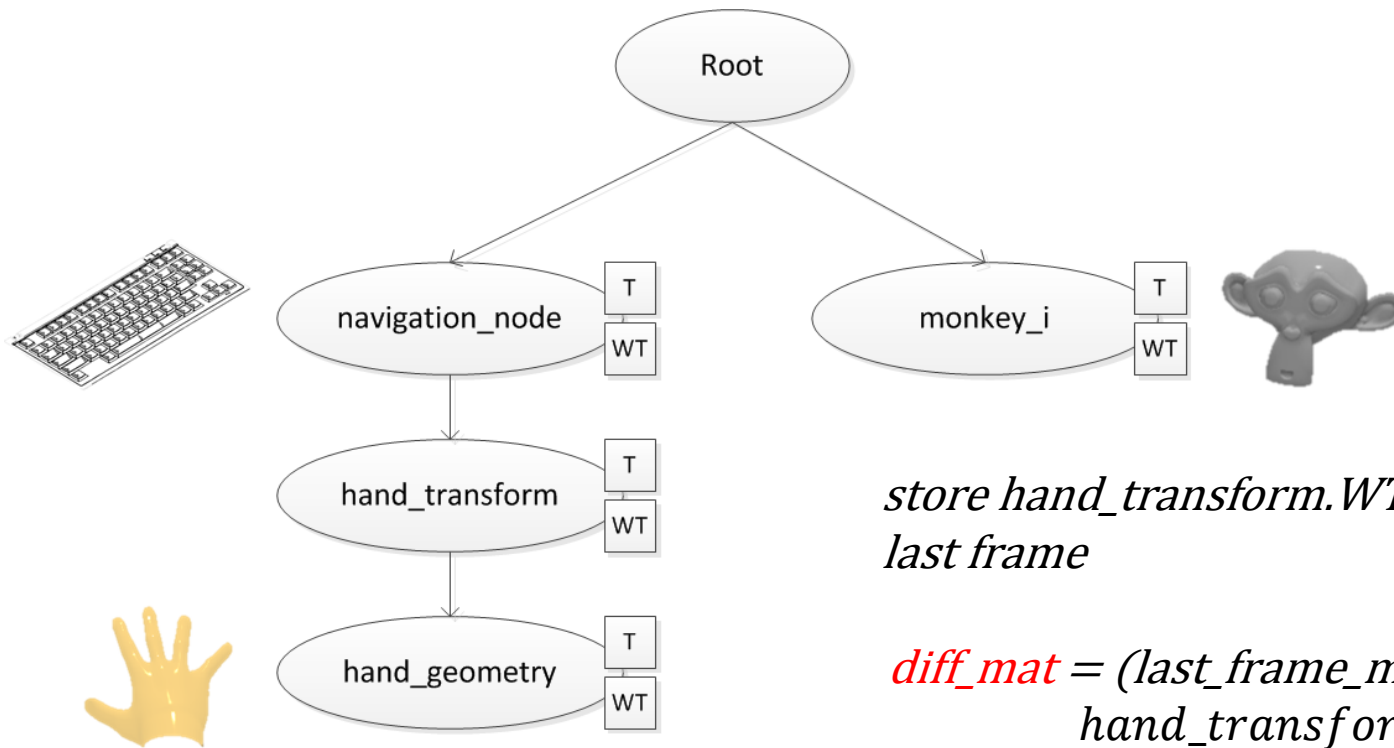 Root
navigation_node
T
WT
monkey_i
T
WT
hand_transform
T
WT
store hand_transform.WT
last frame
hand_geometry
T
WT
diff_mat = (last_frame_m
hand_transfor